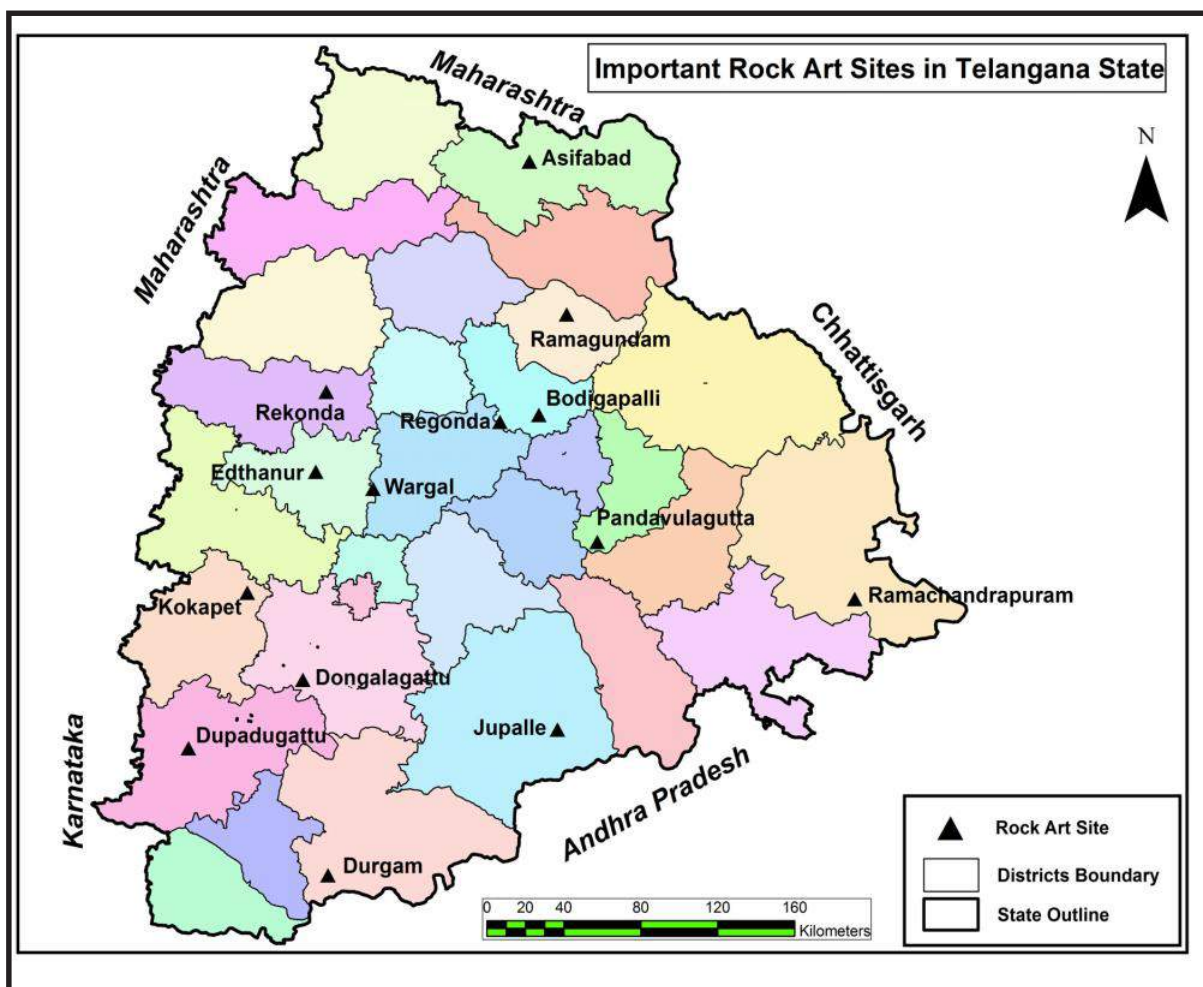 Important Rock Art Sites in Telangana State
Maharashtra
N
Asifabad
Maharashtra
Ramagundam
Chhattisgarh
Bodigapalli
Rekonda
Regonda
Edthanur
Wargal
Pandavulagutta
Kokapet
Ramachandrapuram
Dongalagattu
Jupalle
Dupadugattu
Karnataka
Andhra Pradesh
Durgam
Rock Art Site
Districts Boundary
State Outline
0 20 40 80 120 160
Kilometers